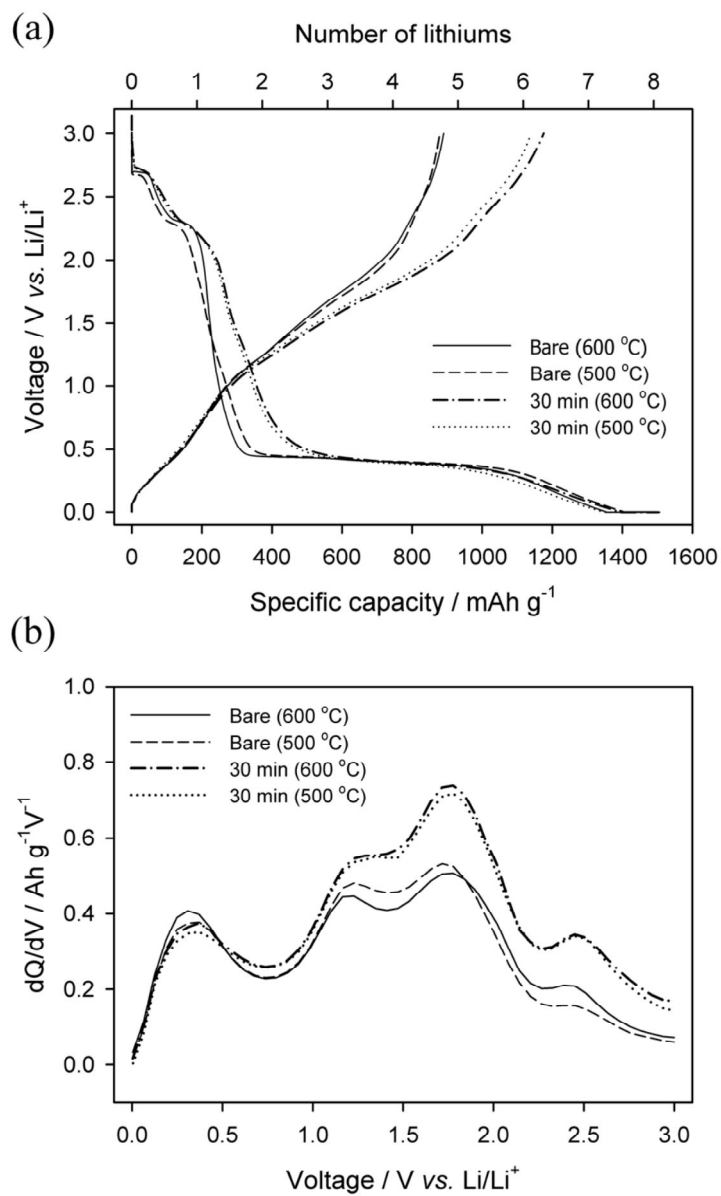 (a)
Number of lithiums
0 1 2 3 4 5 6 7 8
Voltage / V vs. Li/Li⁺
3.0
2.5
2.0
1.5
1.0
0.5
0.0
Bare (600 °C)
Bare (500 °C)
30 min (600 °C)
30 min (500 °C)
0 200 400 600 800 1000 1200 1400 1600
Specific capacity / mAh g⁻¹
(b)
dQ/dV / Ah g⁻¹V⁻¹
1.0
0.8
0.6
0.4
0.2
0.0
Bare (600 °C)
Bare (500 °C)
30 min (600 °C)
30 min (500 °C)
0.0 0.5 1.0 1.5 2.0 2.5 3.0
Voltage / V vs. Li/Li⁺